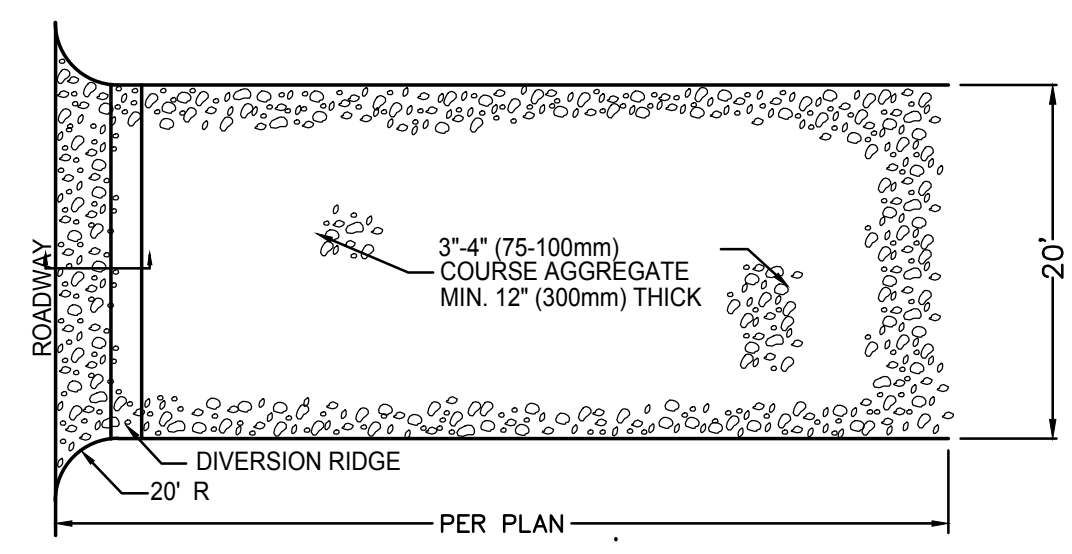 ROADWAY
3"-4" (75-100mm)
COURSE AGGREGATE
MIN. 12" (300mm) THICK
20'
DIVERSION RIDGE
20' R
PER PLAN